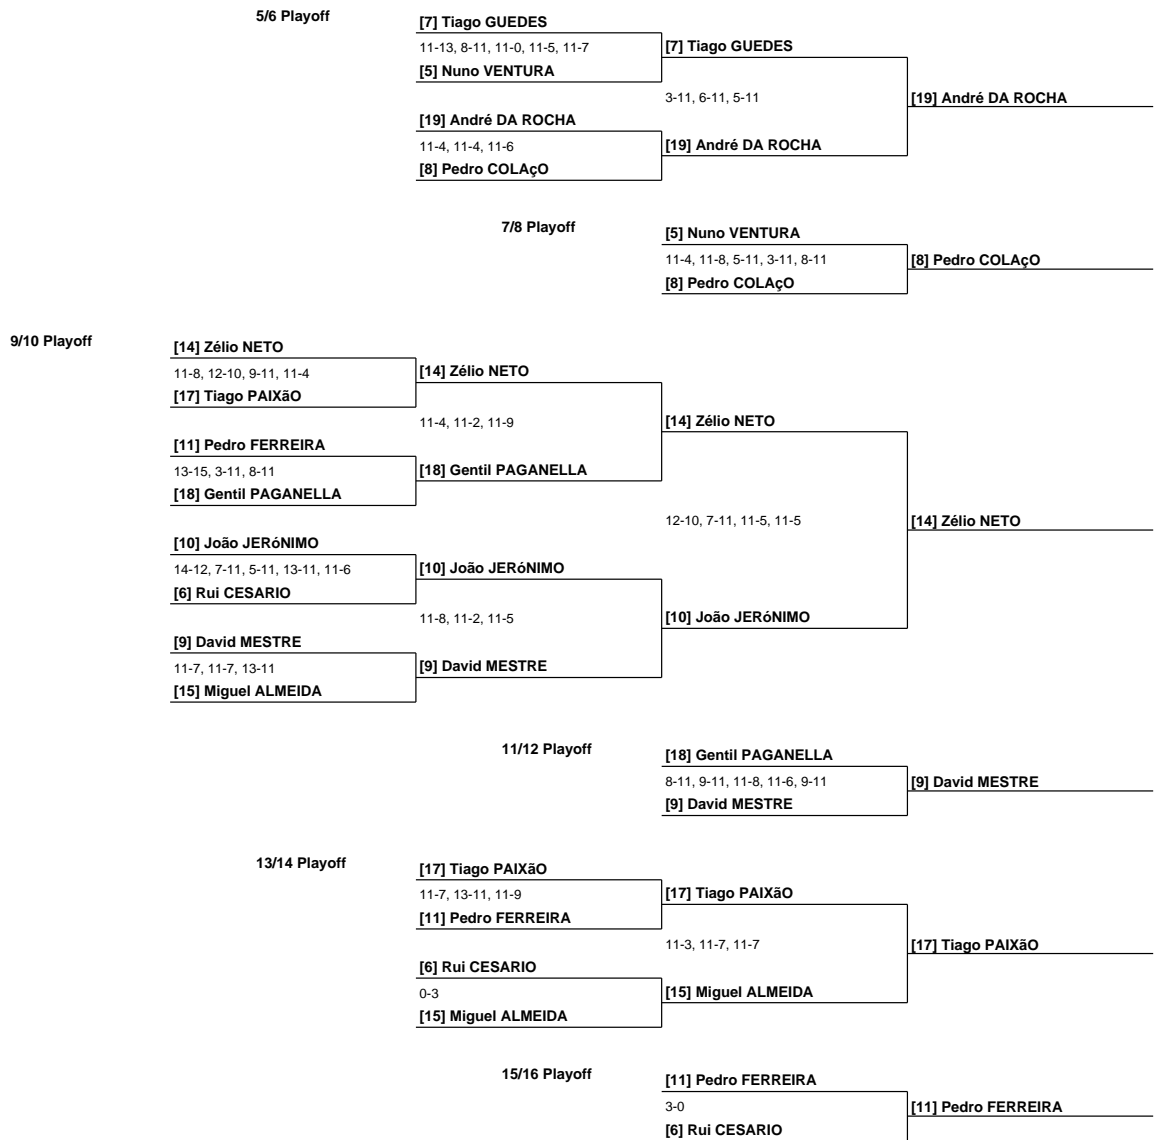 5/6 Playoff
[7] Tiago GUEDES
11-13, 8-11, 11-0, 11-5, 11-7
[7] Tiago GUEDES
[5] Nuno VENTURA
3-11, 6-11, 5-11
[19] André DA ROCHA
[19] André DA ROCHA
11-4, 11-4, 11-6
[19] André DA ROCHA
[8] Pedro COLAçO
7/8 Playoff
[5] Nuno VENTURA
11-4, 11-8, 5-11, 3-11, 8-11
[8] Pedro COLAçO
[8] Pedro COLAçO
9/10 Playoff
[14] Zélio NETO
11-8, 12-10, 9-11, 11-4
[14] Zélio NETO
[17] Tiago PAIXãO
11-4, 11-2, 11-9
[14] Zélio NETO
[11] Pedro FERREIRA
13-15, 3-11, 8-11
[18] Gentil PAGANELLA
[18] Gentil PAGANELLA
12-10, 7-11, 11-5, 11-5
[14] Zélio NETO
[10] João JERóNIMO
14-12, 7-11, 5-11, 13-11, 11-6
[10] João JERóNIMO
[6] Rui CESARIO
11-8, 11-2, 11-5
[10] João JERóNIMO
[9] David MESTRE
11-7, 11-7, 13-11
[9] David MESTRE
[15] Miguel ALMEIDA
11/12 Playoff
[18] Gentil PAGANELLA
8-11, 9-11, 11-8, 11-6, 9-11
[9] David MESTRE
[9] David MESTRE
13/14 Playoff
[17] Tiago PAIXãO
11-7, 13-11, 11-9
[17] Tiago PAIXãO
[11] Pedro FERREIRA
11-3, 11-7, 11-7
[17] Tiago PAIXãO
[6] Rui CESARIO
0-3
[15] Miguel ALMEIDA
[15] Miguel ALMEIDA
15/16 Playoff
[11] Pedro FERREIRA
3-0
[11] Pedro FERREIRA
[6] Rui CESARIO